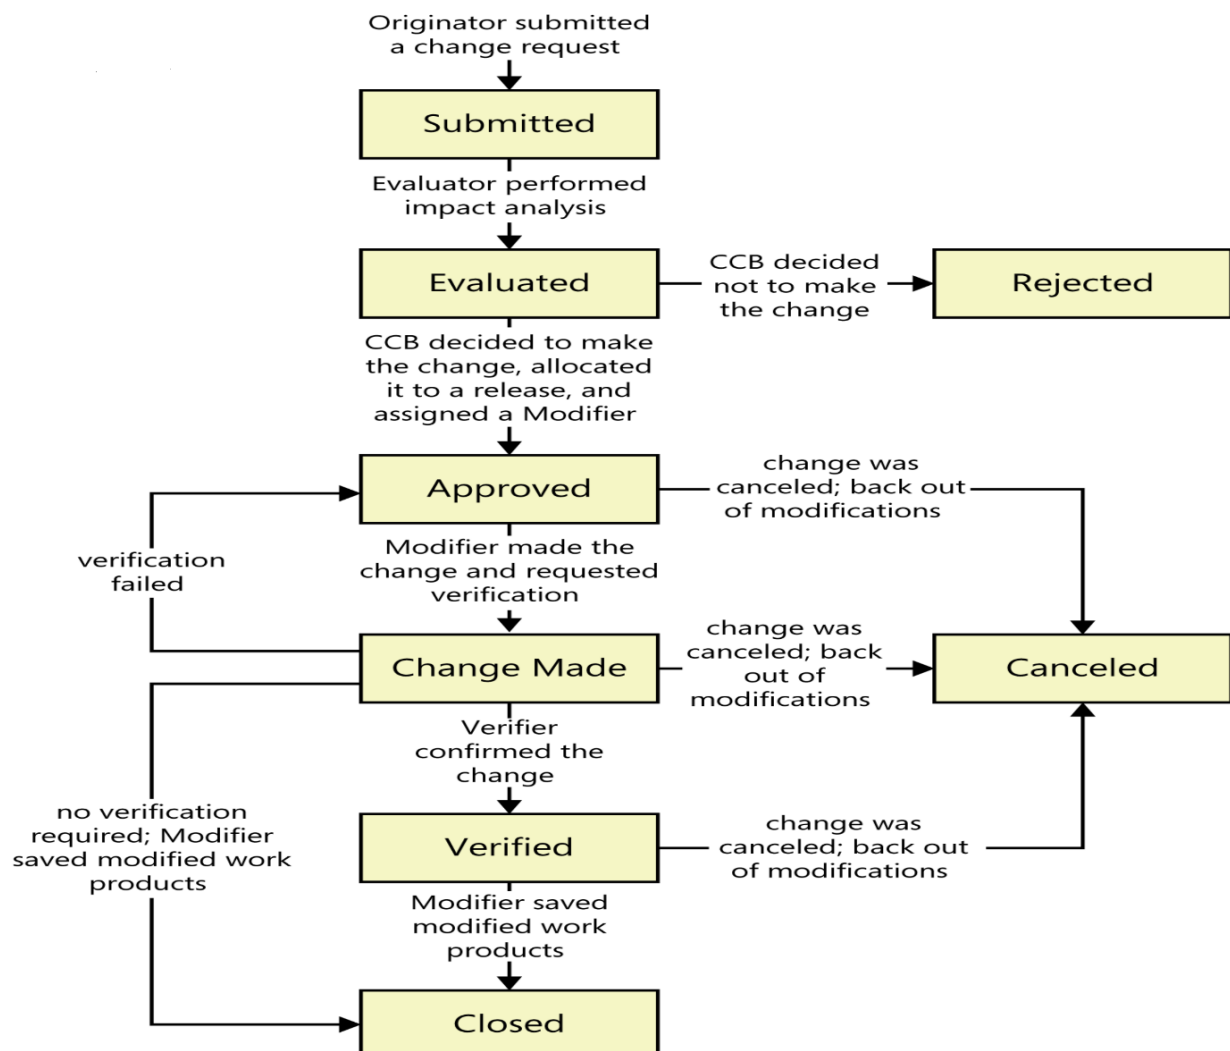 Originator submitted
a change request
Submitted
Evaluator performed
impact analysis
Evaluated
CCB decided
not to make
the change
Rejected
CCB decided to make
the change, allocated
it to a release, and
assigned a Modifier
Approved
change was
canceled; back out
of modifications
verification
failed
Modifier made the
change and requested
verification
Change Made
change was
canceled; back
out of
modifications
Canceled
Verifier
confirmed the
change
no verification
required; Modifier
saved modified work
products
Verified
change was
canceled; back out
of modifications
Modifier saved
modified work
products
Closed